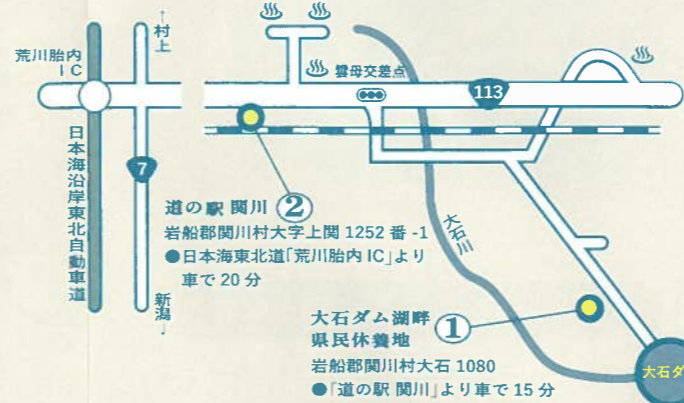 ↑村上
荒川胎内
IC
雲母交差点
113
日本海沿岸東北自動車道
7
道の駅 関川 ②
岩船郡関川村大字上関 1252 番 -1
●日本海東北道「荒川胎内 IC」より
車で 20 分
大石川
新潟↓
大石ダム湖畔
県民休養地 ①
岩船郡関川村大石 1080
●「道の駅 関川」より車で 15 分
大石ダ